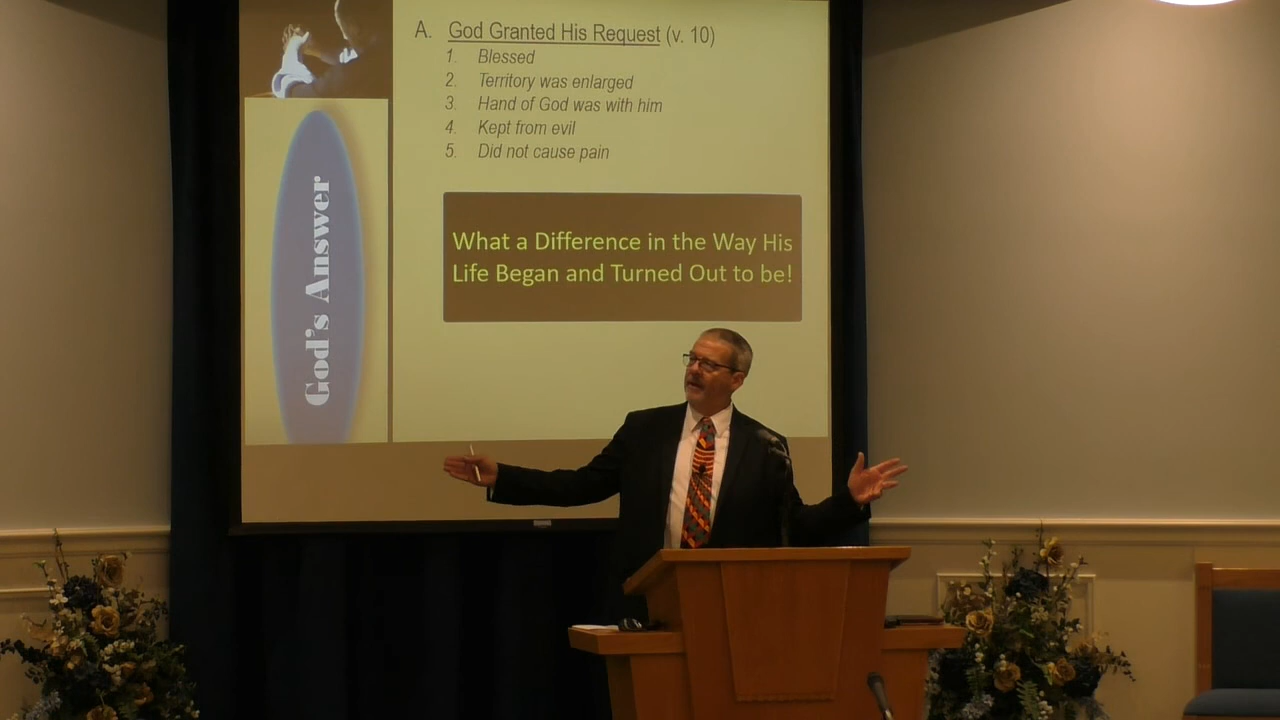 A. God Granted His Request (v. 10)
1. Blessed
2. Territory was enlarged
3. Hand of God was with him
4. Kept from evil
5. Did not cause pain
God's Answer
What a Difference in the Way His
Life Began and Turned Out to be!